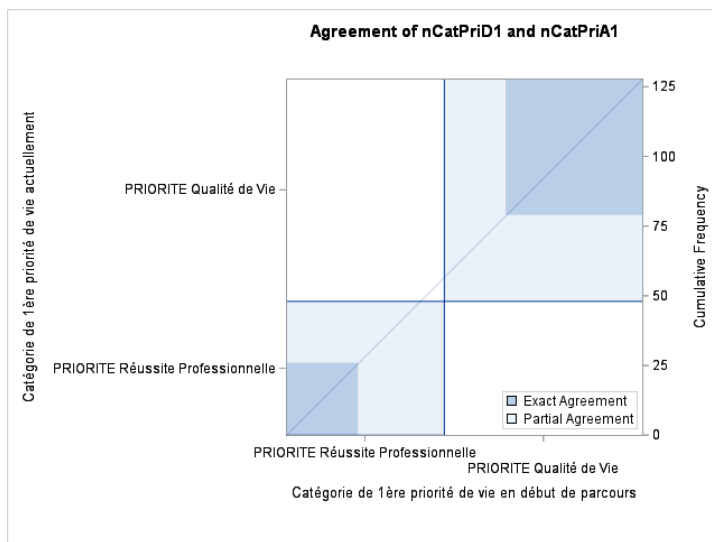 Agreement of nCatPriD1 and nCatPriA1
Catégorie de 1ère priorité de vie actuellement
PRIORITE Qualité de Vie
PRIORITE Réussite Professionnelle
125
100
75
50
25
0
Cumulative Frequency
Exact Agreement
Partial Agreement
PRIORITE Réussite Professionnelle
PRIORITE Qualité de Vie
Catégorie de 1ère priorité de vie en début de parcours